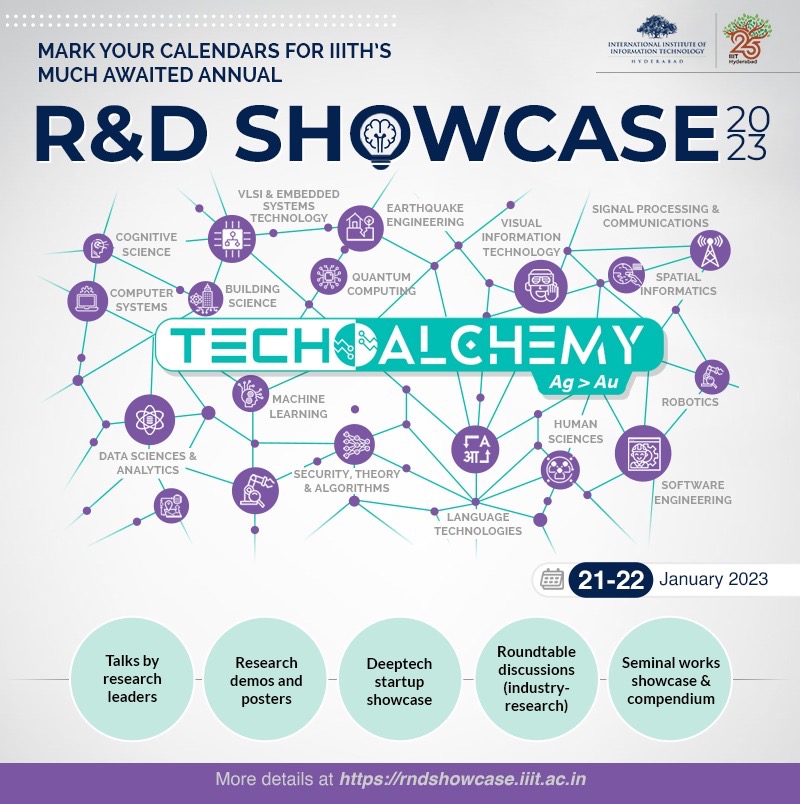 MARK YOUR CALENDARS FOR IIITH'S
MUCH AWAITED ANNUAL
INTERNATIONAL INSTITUTE OF
INFORMATION TECHNOLOGY
HYDERABAD
25
IIIT
Hyderabad
R&D SHOWCASE
20
23
VLSI & EMBEDDED
SYSTEMS
TECHNOLOGY
EARTHQUAKE
ENGINEERING
VISUAL
INFORMATION
TECHNOLOGY
SIGNAL PROCESSING &
COMMUNICATIONS
COGNITIVE
SCIENCE
COMPUTER
SYSTEMS
BUILDING
SCIENCE
QUANTUM
COMPUTING
SPATIAL
INFORMATICS
TECHOALCHEMY
Ag > Au
ROBOTICS
MACHINE
LEARNING
DATA SCIENCES &
ANALYTICS
SECURITY, THEORY
& ALGORITHMS
A
आ
LANGUAGE
TECHNOLOGIES
HUMAN
SCIENCES
SOFTWARE
ENGINEERING
21-22 January 2023
Talks by
research
leaders
Research
demos and
posters
Deeptech
startup
showcase
Roundtable
discussions
(industry-
research)
Seminal works
showcase &
compendium
More details at https://rndshowcase.iiit.ac.in